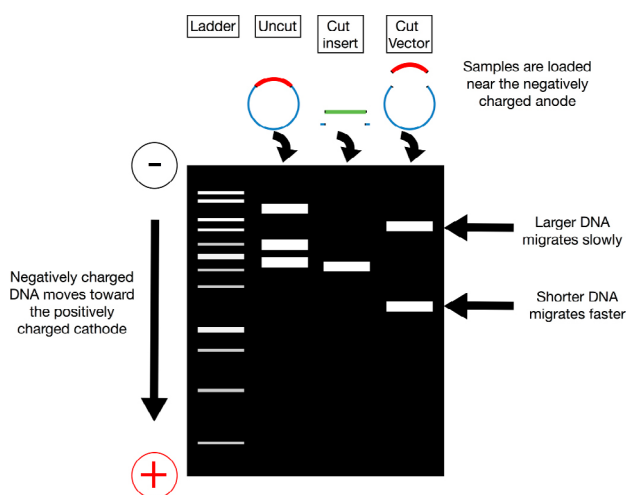 Ladder
Uncut
Cut
insert
Cut
Vector
Samples are loaded
near the negatively
charged anode
-
Larger DNA
migrates slowly
Negatively charged
DNA moves toward
the positively
charged cathode
Shorter DNA
migrates faster
+